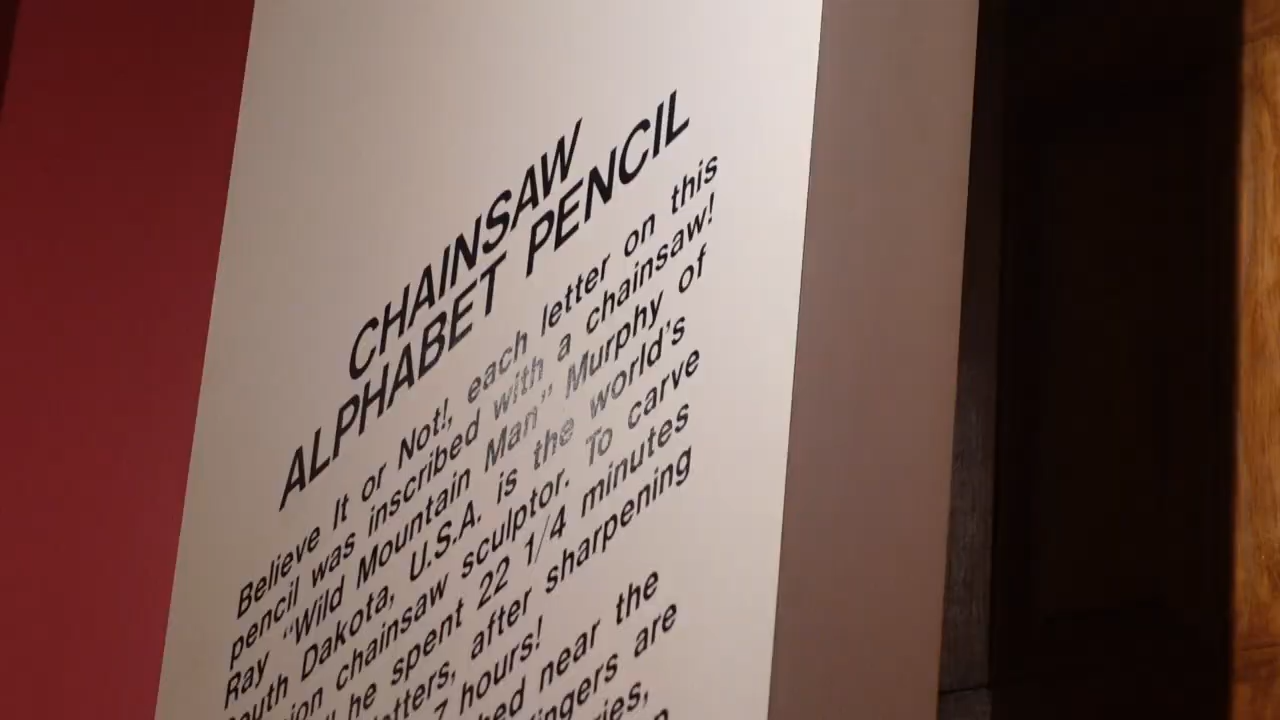 CHAINSAW
ALPHABET PENCIL
Believe It or Not!, each letter on this
pencil was inscribed with a chainsaw!
Ray “Wild Mountain Man” Murphy of
South Dakota, U.S.A. is the world's
chainsaw sculptor. To carve
he spent 22 1/4 minutes
after sharpening
7 hours!
near the
are